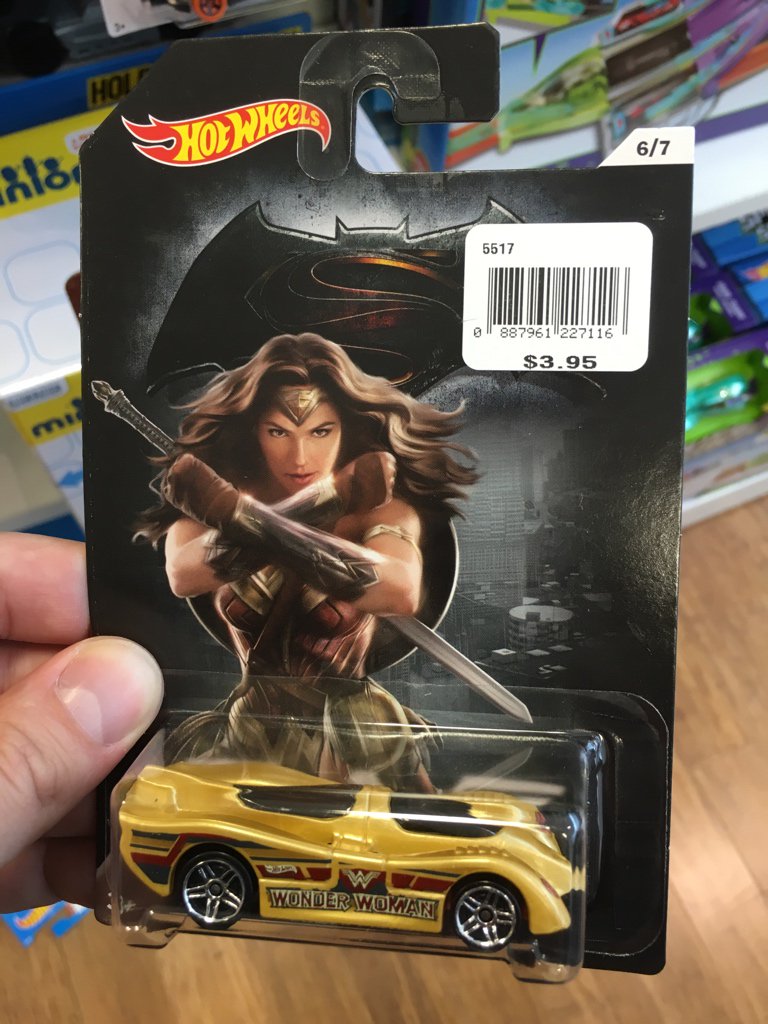 HOT WHEELS
6/7
5517
0 887961 227116
$3.95
WONDER WOMAN